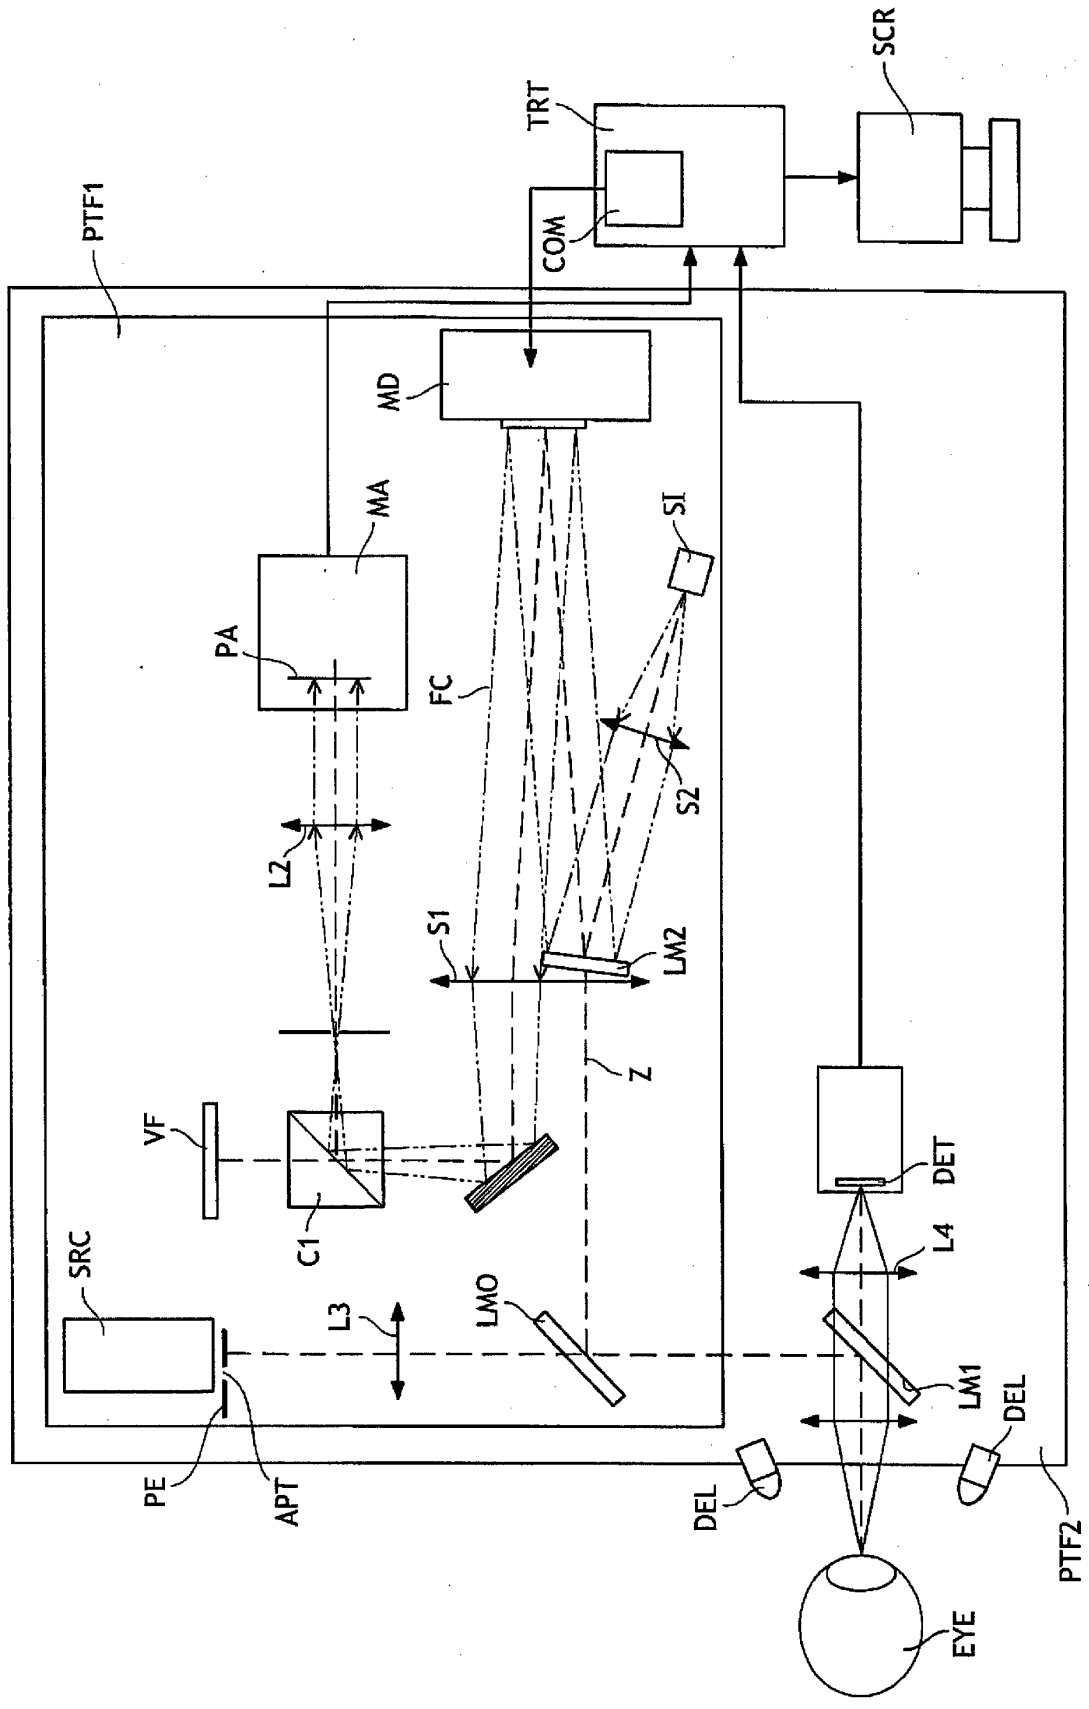 SCR
TRT
COM
PTF1
MD
MA
PA
SI
FC
S2
L2
S1
LM2
Z
VF
C1
DET
SRC
L3
LMO
L4
LM1
DEL
PE
APT
DEL
PTF2
EYE